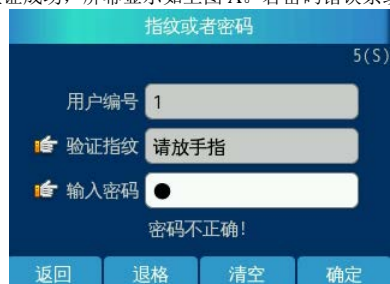 指纹或者密码
5(S)
用户编号 1
验证指纹 请放手指
输入密码 ●
密码不正确!
返回 退格 清空 确定